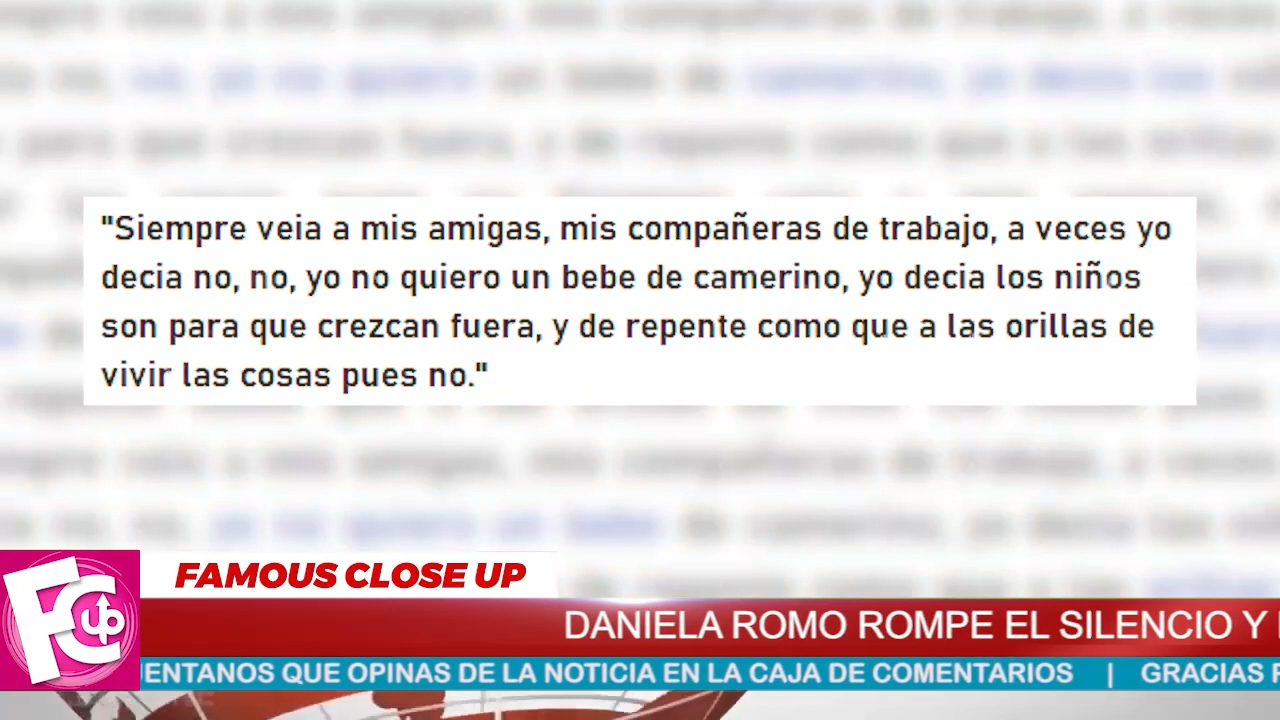 "Siempre veia a mis amigas, mis compañeras de trabajo, a veces yo
decia no, no, yo no quiero un bebe de camerino, yo decia los niños
son para que crezcan fuera, y de repente como que a las orillas de
vivir las cosas pues no."
FAMOUS CLOSE UP
FC UP
DANIELA ROMO ROMPE EL SILENCIO Y
ENTANOS QUE OPINAS DE LA NOTICIA EN LA CAJA DE COMENTARIOS | GRACIAS